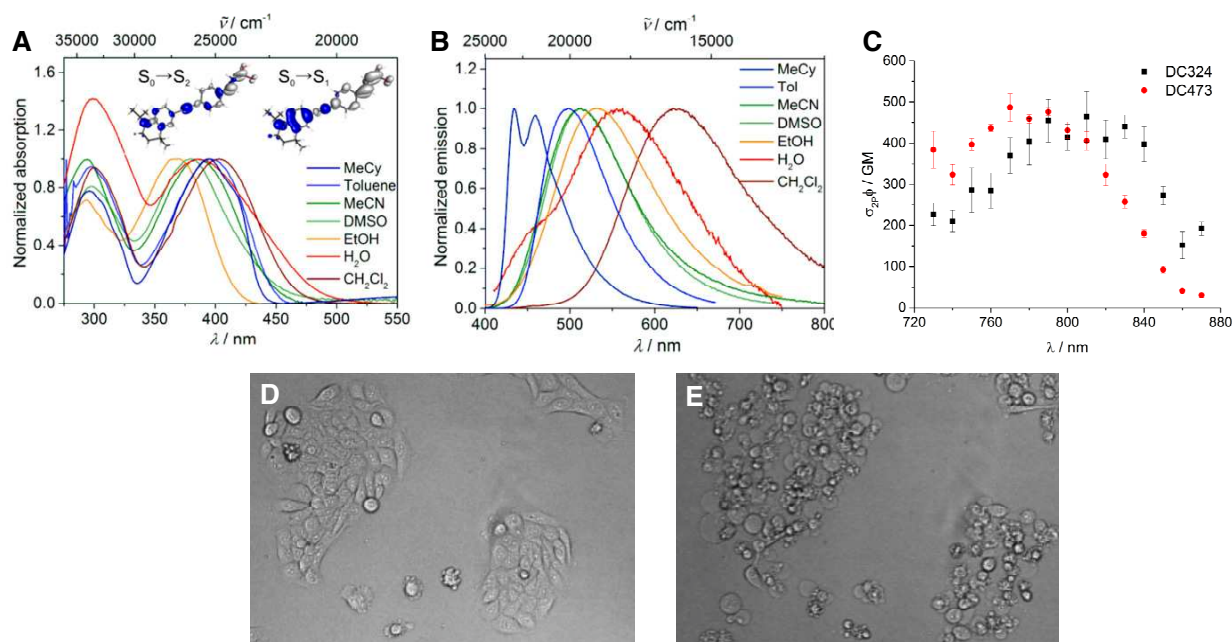 A
ν̃ / cm⁻¹
35000 30000 25000 20000
Normalized absorption
1.6
1.2
0.8
0.4
0.0
S₀→S₂
S₀→S₁
MeCy
Toluene
MeCN
DMSO
EtOH
H₂O
CH₂Cl₂
300 350 400 450 500 550
λ / nm
B
ν̃ / cm⁻¹
25000 20000 15000
Normalized emission
1.2
1.0
0.8
0.6
0.4
0.2
0.0
MeCy
Tol
MeCN
DMSO
EtOH
H₂O
CH₂Cl₂
400 500 600 700 800
λ / nm
C
σ₂ₚϕ / GM
600
500
400
300
200
100
0
DC324
DC473
720 760 800 840 880
λ / nm
D
E